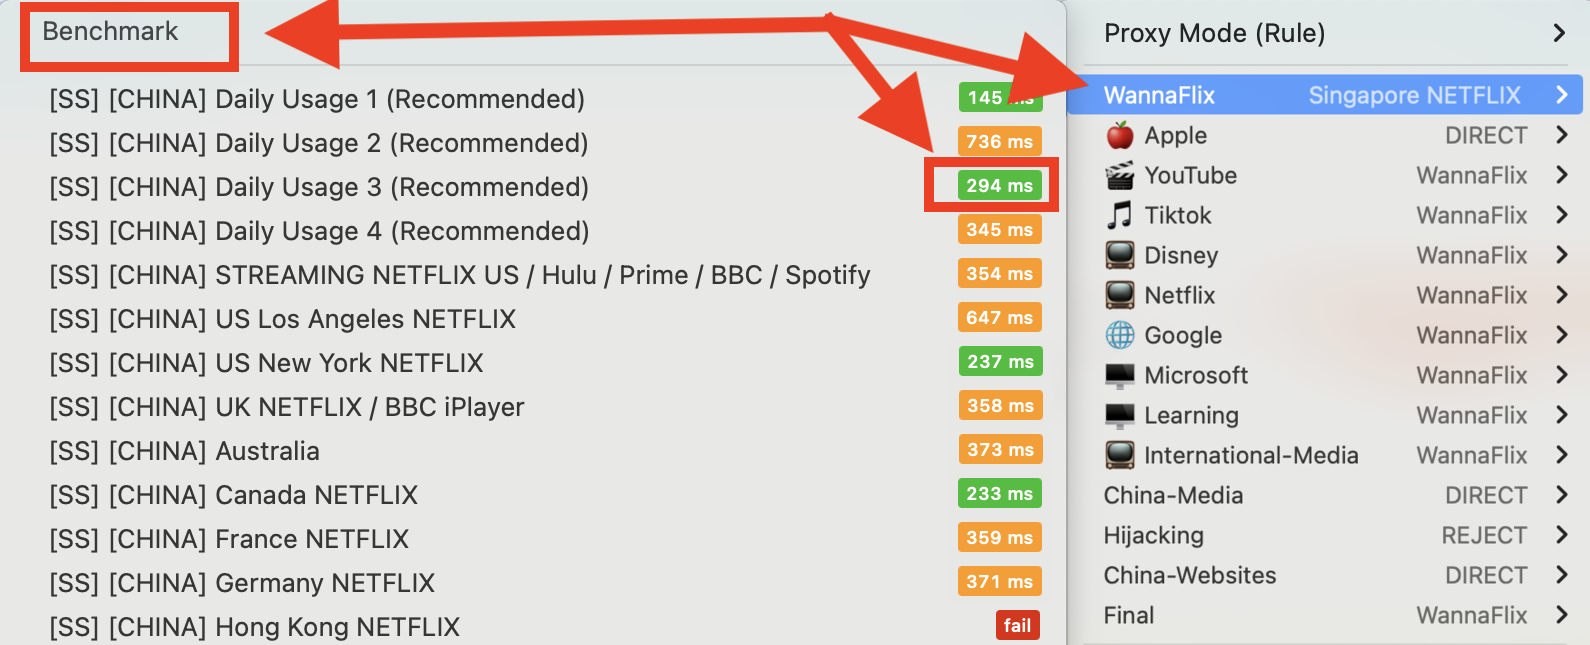 Benchmark
[SS] [CHINA] Daily Usage 1 (Recommended) 145 ms
[SS] [CHINA] Daily Usage 2 (Recommended) 736 ms
[SS] [CHINA] Daily Usage 3 (Recommended) 294 ms
[SS] [CHINA] Daily Usage 4 (Recommended) 345 ms
[SS] [CHINA] STREAMING NETFLIX US / Hulu / Prime / BBC / Spotify 354 ms
[SS] [CHINA] US Los Angeles NETFLIX 647 ms
[SS] [CHINA] US New York NETFLIX 237 ms
[SS] [CHINA] UK NETFLIX / BBC iPlayer 358 ms
[SS] [CHINA] Australia 373 ms
[SS] [CHINA] Canada NETFLIX 233 ms
[SS] [CHINA] France NETFLIX 359 ms
[SS] [CHINA] Germany NETFLIX 371 ms
[SS] [CHINA] Hong Kong NETFLIX fail
Proxy Mode (Rule)
WannaFlix Singapore NETFLIX
Apple DIRECT
YouTube WannaFlix
Tiktok WannaFlix
Disney WannaFlix
Netflix WannaFlix
Google WannaFlix
Microsoft WannaFlix
Learning WannaFlix
International-Media WannaFlix
China-Media DIRECT
Hijacking REJECT
China-Websites DIRECT
Final WannaFlix